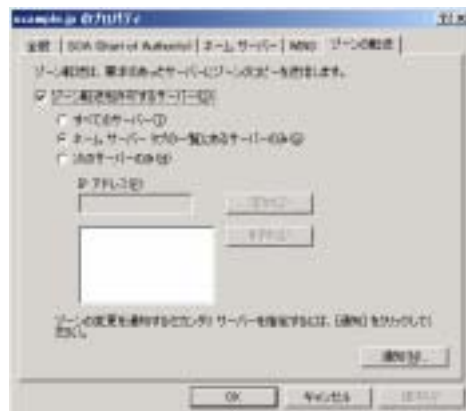 example.jp のプロパティ
全般 SOA (Start of Authority) ネーム サーバー WINS ゾーンの転送
ゾーン転送は、要求のあったサーバーにゾーンのコピーを送信します。
ゾーン転送を許可するサーバー(O)
すべてのサーバー(T)
ネーム サーバー タブの一覧にあるサーバーのみ(S)
次のサーバーのみ(H)
IP アドレス(P)
ゾーンの変更を通知するセカンダリ サーバーを指定するには、[通知] をクリックして
ください。
通知(N)...
OK キャンセル